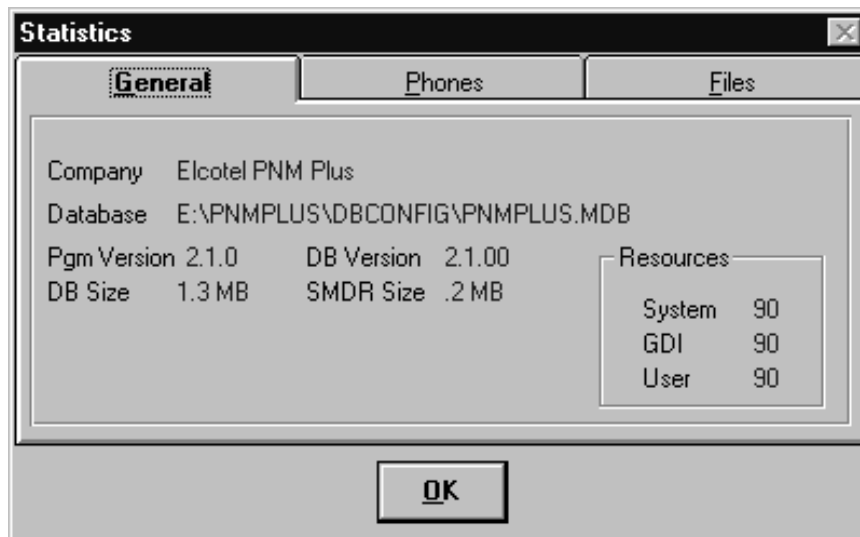 Statistics
General Phones Files
Company Elcotel PNM Plus
Database E:\PNMPLUS\DBCONFIG\PNMPLUS.MDB
Pgm Version 2.1.0 DB Version 2.1.00
DB Size 1.3 MB SMDR Size .2 MB
Resources
System 90
GDI 90
User 90
OK